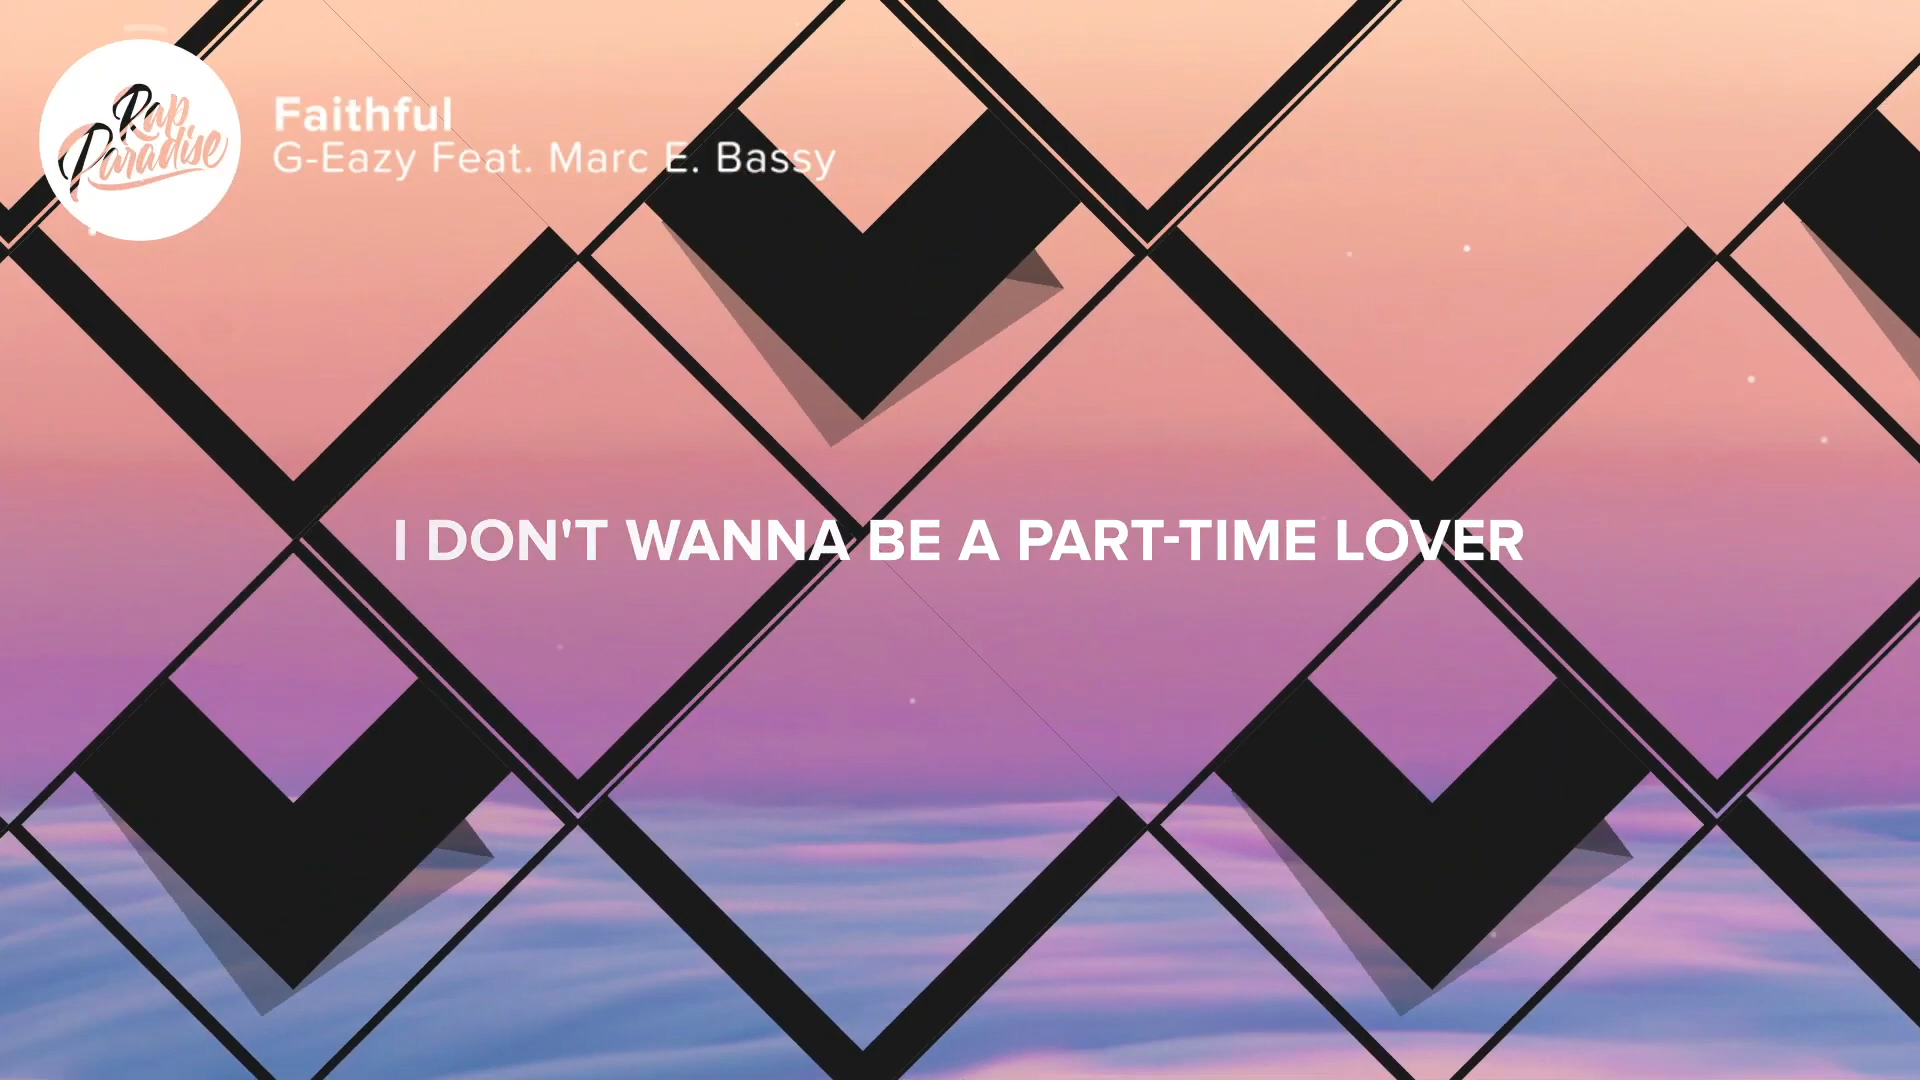 Rap
Paradise
Faithful
G-Eazy Feat. Marc E. Bassy
I DON'T WANNA BE A PART-TIME LOVER